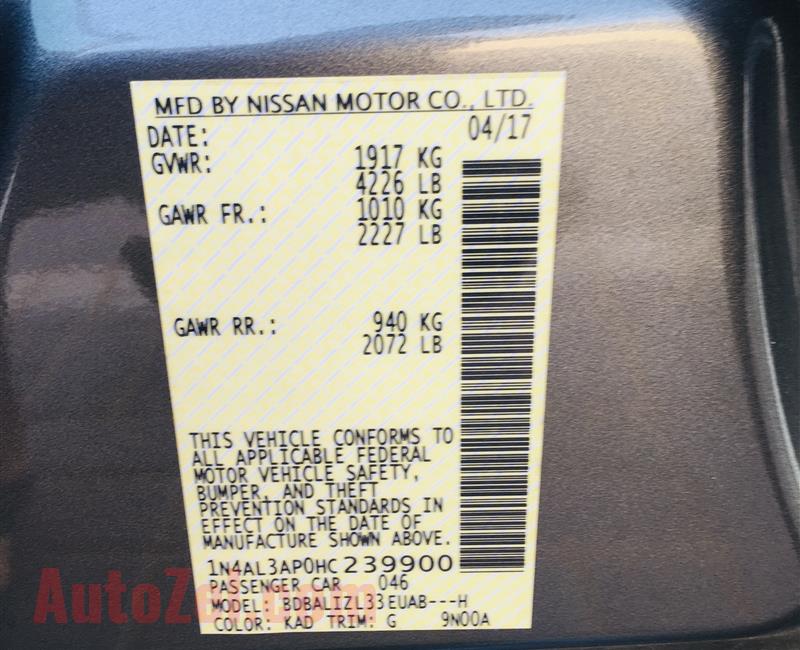 MFD BY NISSAN MOTOR CO., LTD.
DATE: 04/17
GVWR: 1917 KG
4226 LB
GAWR FR.: 1010 KG
2227 LB
GAWR RR.: 940 KG
2072 LB
THIS VEHICLE CONFORMS TO
ALL APPLICABLE FEDERAL
MOTOR VEHICLE SAFETY,
BUMPER, AND THEFT
PREVENTION STANDARDS IN
EFFECT ON THE DATE OF
MANUFACTURE SHOWN ABOVE.
1N4AL3AP0HC239900
PASSENGER CAR 046
MODEL: BDBALIZL33EUAB---H
COLOR: KAD TRIM: G 9N00A